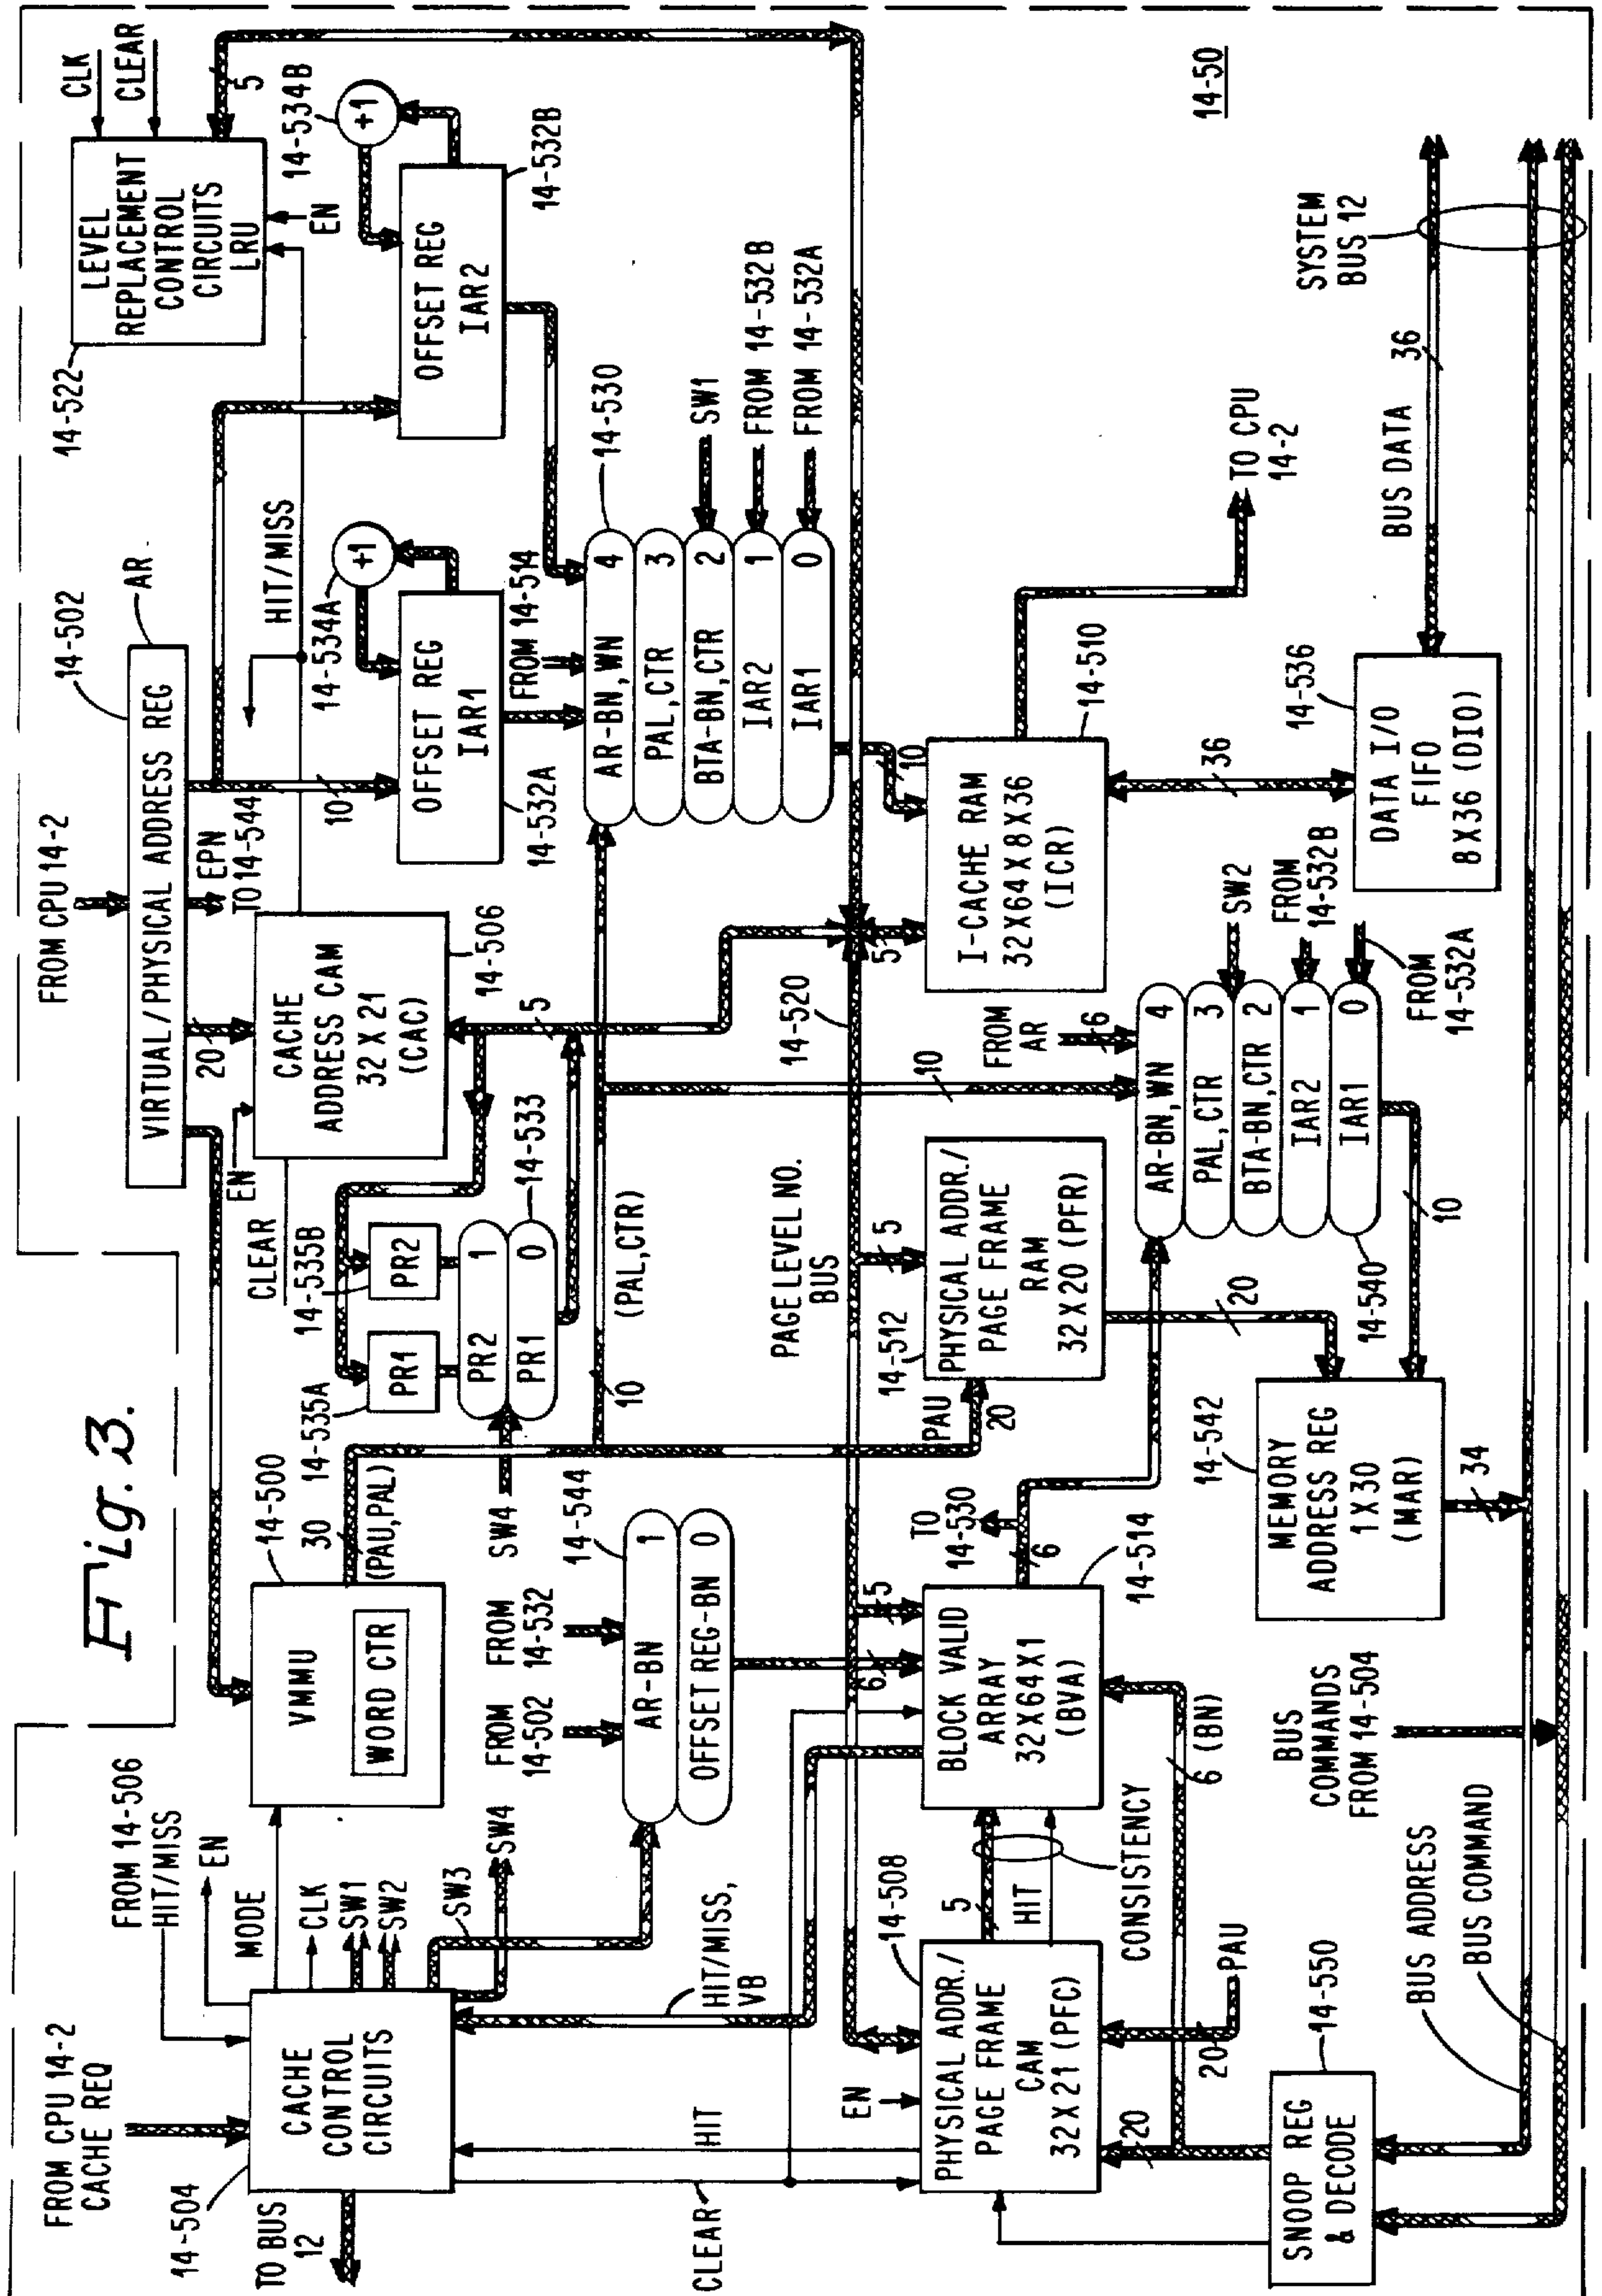 Fig. 3.
FROM CPU 14-2
CACHE REQ
14-504
TO BUS
12
CACHE
CONTROL
CIRCUITS
FROM 14-506
HIT/MISS
EN
MODE
CLK
SW1
SW2
SW3
SW4
VMMU
WORD CTR
14-500
30
(PAU,PAL)
FROM CPU 14-2
14-502
AR
VIRTUAL/PHYSICAL ADDRESS REG
EPN
TO 14-544
20
10
EN
CLEAR
CACHE
ADDRESS CAM
32 X 21
(CAC)
14-506
HIT/MISS
14-522
LEVEL
REPLACEMENT
CONTROL
CIRCUITS
LRU
CLK
CLEAR
5
EN
14-535A
PR1
14-535B
PR2
PR2 1
PR1 0
14-533
SW4
5
14-534A
+1
OFFSET REG
IAR1
14-532A
14-534B
+1
OFFSET REG
IAR2
14-532B
FROM
14-502
FROM
14-532
14-544
AR-BN 1
OFFSET REG-BN 0
10
(PAL,CTR)
FROM 14-514
14-530
AR-BN,WN 4
PAL,CTR 3
BTA-BN,CTR 2
IAR2 1
IAR1 0
SW1
FROM 14-532B
FROM 14-532A
10
HIT/MISS,
VB
PAGE LEVEL NO.
BUS
14-520
CLEAR
HIT
EN
PHYSICAL ADDR./
PAGE FRAME
CAM
32 X 21 (PFC)
14-508
5
HIT
CONSISTENCY
20
20
PAU
6
5
BLOCK VALID
ARRAY
32 X 64 X 1
(BVA)
14-514
6 (BN)
TO
14-530
6
PAU
20
14-512
PHYSICAL ADDR./
PAGE FRAME
RAM
32 X 20 (PFR)
5
20
10
5
I-CACHE RAM
32 X 64 X 8 X 36
(ICR)
14-510
TO CPU
14-2
36
FROM
AR
6
AR-BN,WN 4
PAL,CTR 3
BTA-BN,CTR 2
IAR2 1
IAR1 0
SW2
FROM
14-532B
FROM
14-532A
14-540
10
14-536
DATA I/O
FIFO
8 X 36 (DIO)
BUS DATA
36
SYSTEM
BUS 12
14-50
14-542
MEMORY
ADDRESS REG
1 X 30
(MAR)
34
BUS
COMMANDS
FROM 14-504
BUS ADDRESS
BUS COMMAND
14-550
SNOOP REG
& DECODE